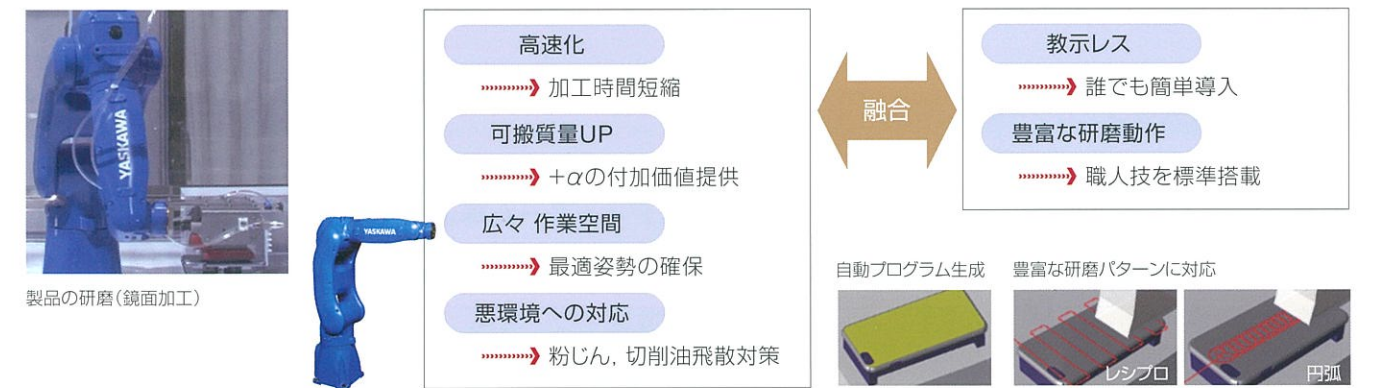 YASKAWA
製品の研磨(鏡面加工)
YASKAWA
高速化
加工時間短縮
可搬質量UP
+αの付加価値提供
広々 作業空間
最適姿勢の確保
悪環境への対応
粉じん, 切削油飛散対策
融合
教示レス
誰でも簡単導入
豊富な研磨動作
職人技を標準搭載
自動プログラム生成
豊富な研磨パターンに対応
レシプロ
円弧